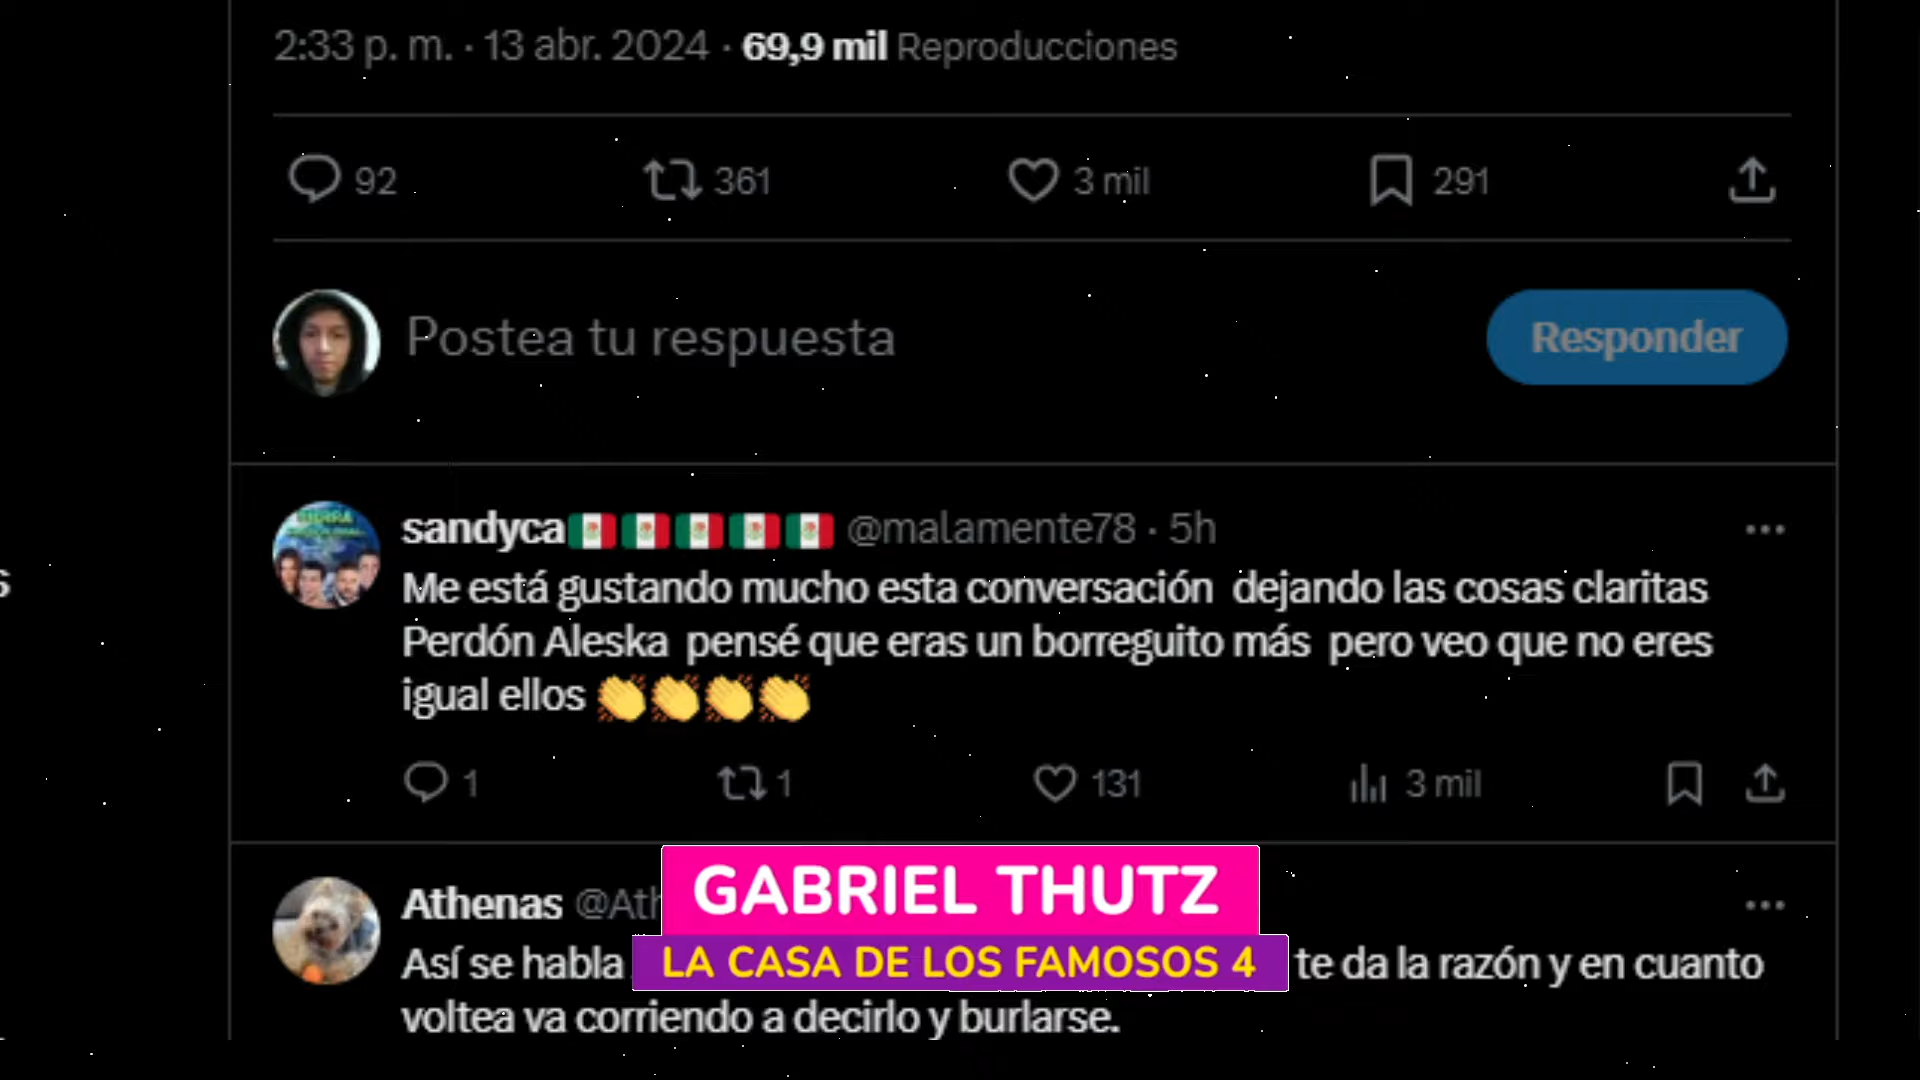 2:33 p. m. · 13 abr. 2024 · 69,9 mil Reproducciones
92 361 3 mil 291
Postea tu respuesta Responder
sandyca🇲🇽🇲🇽🇲🇽🇲🇽🇲🇽 @malamente78 · 5h
Me está gustando mucho esta conversación dejando las cosas claritas
Perdón Aleska pensé que eras un borreguito más pero veo que no eres
igual ellos 👏👏👏👏
1 1 131 3 mil
GABRIEL THUTZ
Athenas
LA CASA DE LOS FAMOSOS 4
Así se habla te da la razón y en cuanto
voltea va corriendo a decirlo y burlarse.